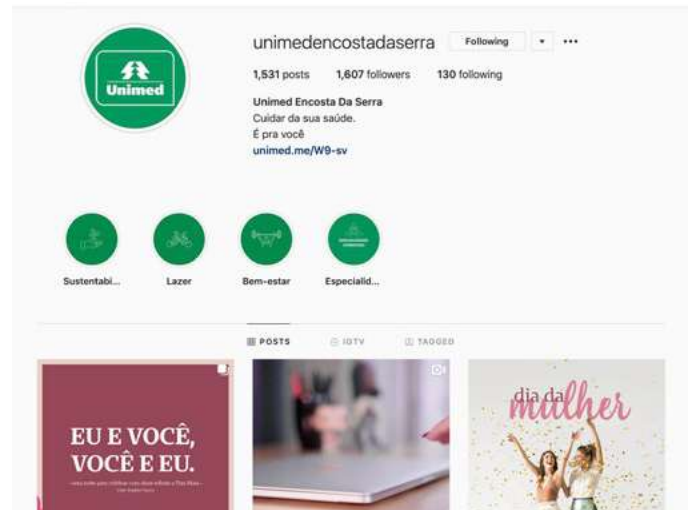 unimedencostadaserra Following
1,531 posts 1,607 followers 130 following
Unimed
Unimed Encosta Da Serra
Cuidar da sua saúde.
É pra você
unimed.me/W9-sv
Sustentabi... Lazer Bem-estar Especialid...
POSTS IGTV TAGGED
EU E VOCÊ,
VOCÊ E EU.
dia da
mulher